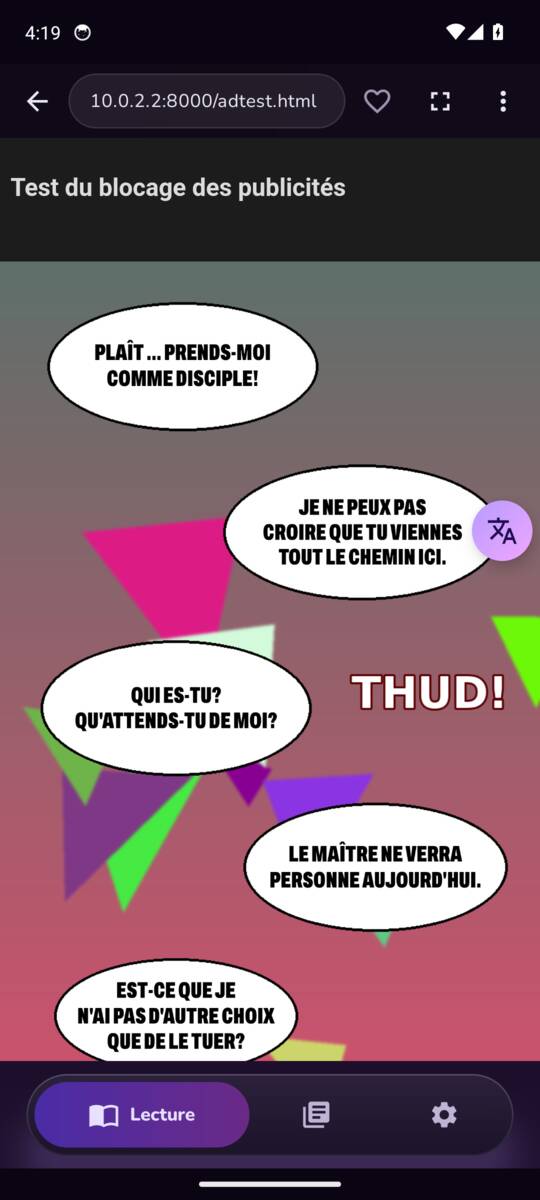 4:19
10.0.2.2:8000/adtest.html
Test du blocage des publicités
PLAÎT ... PRENDS-MOI
COMME DISCIPLE!
JE NE PEUX PAS
CROIRE QUE TU VIENNES
TOUT LE CHEMIN ICI.
QUI ES-TU?
QU'ATTENDS-TU DE MOI?
THUD!
LE MAÎTRE NE VERRA
PERSONNE AUJOURD'HUI.
EST-CE QUE JE
N'AI PAS D'AUTRE CHOIX
QUE DE LE TUER?
Lecture